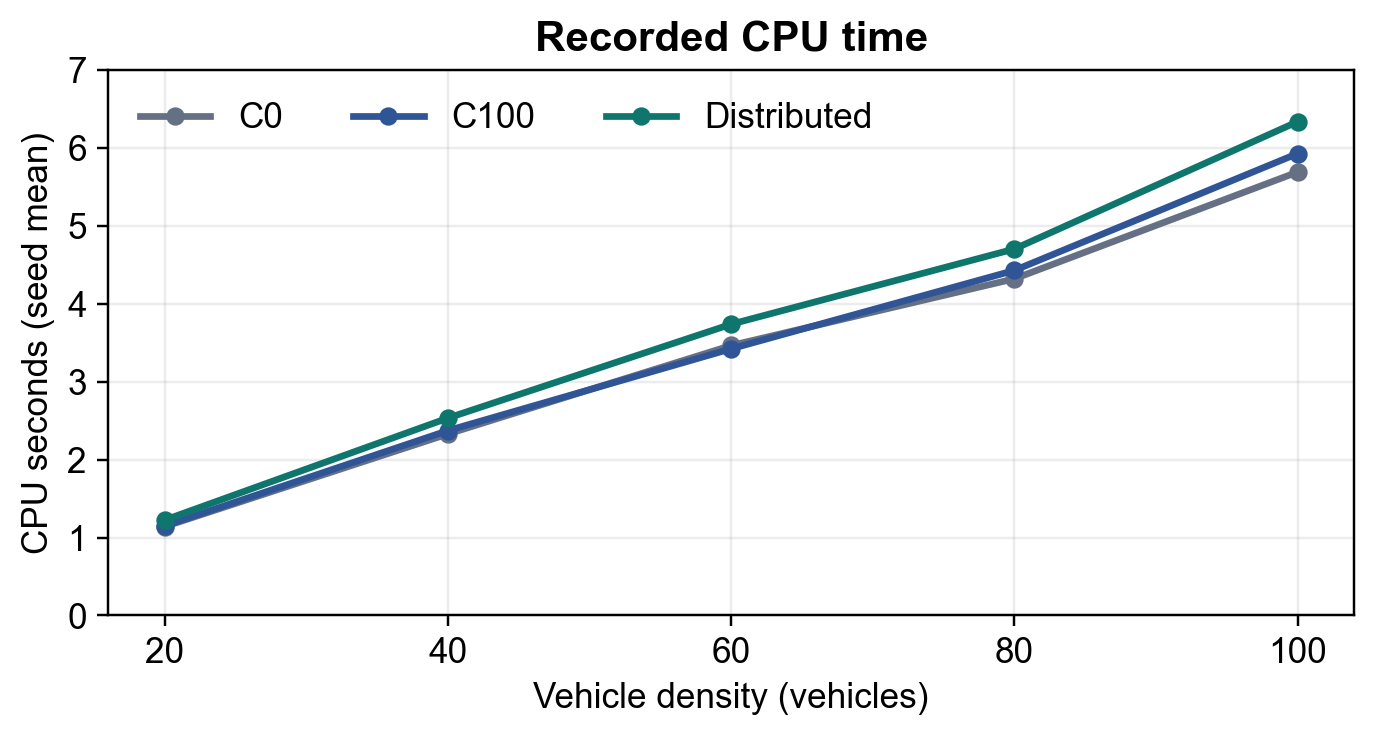 Recorded CPU time
C0 C100 Distributed
CPU seconds (seed mean)
7
6
5
4
3
2
1
0
20 40 60 80 100
Vehicle density (vehicles)